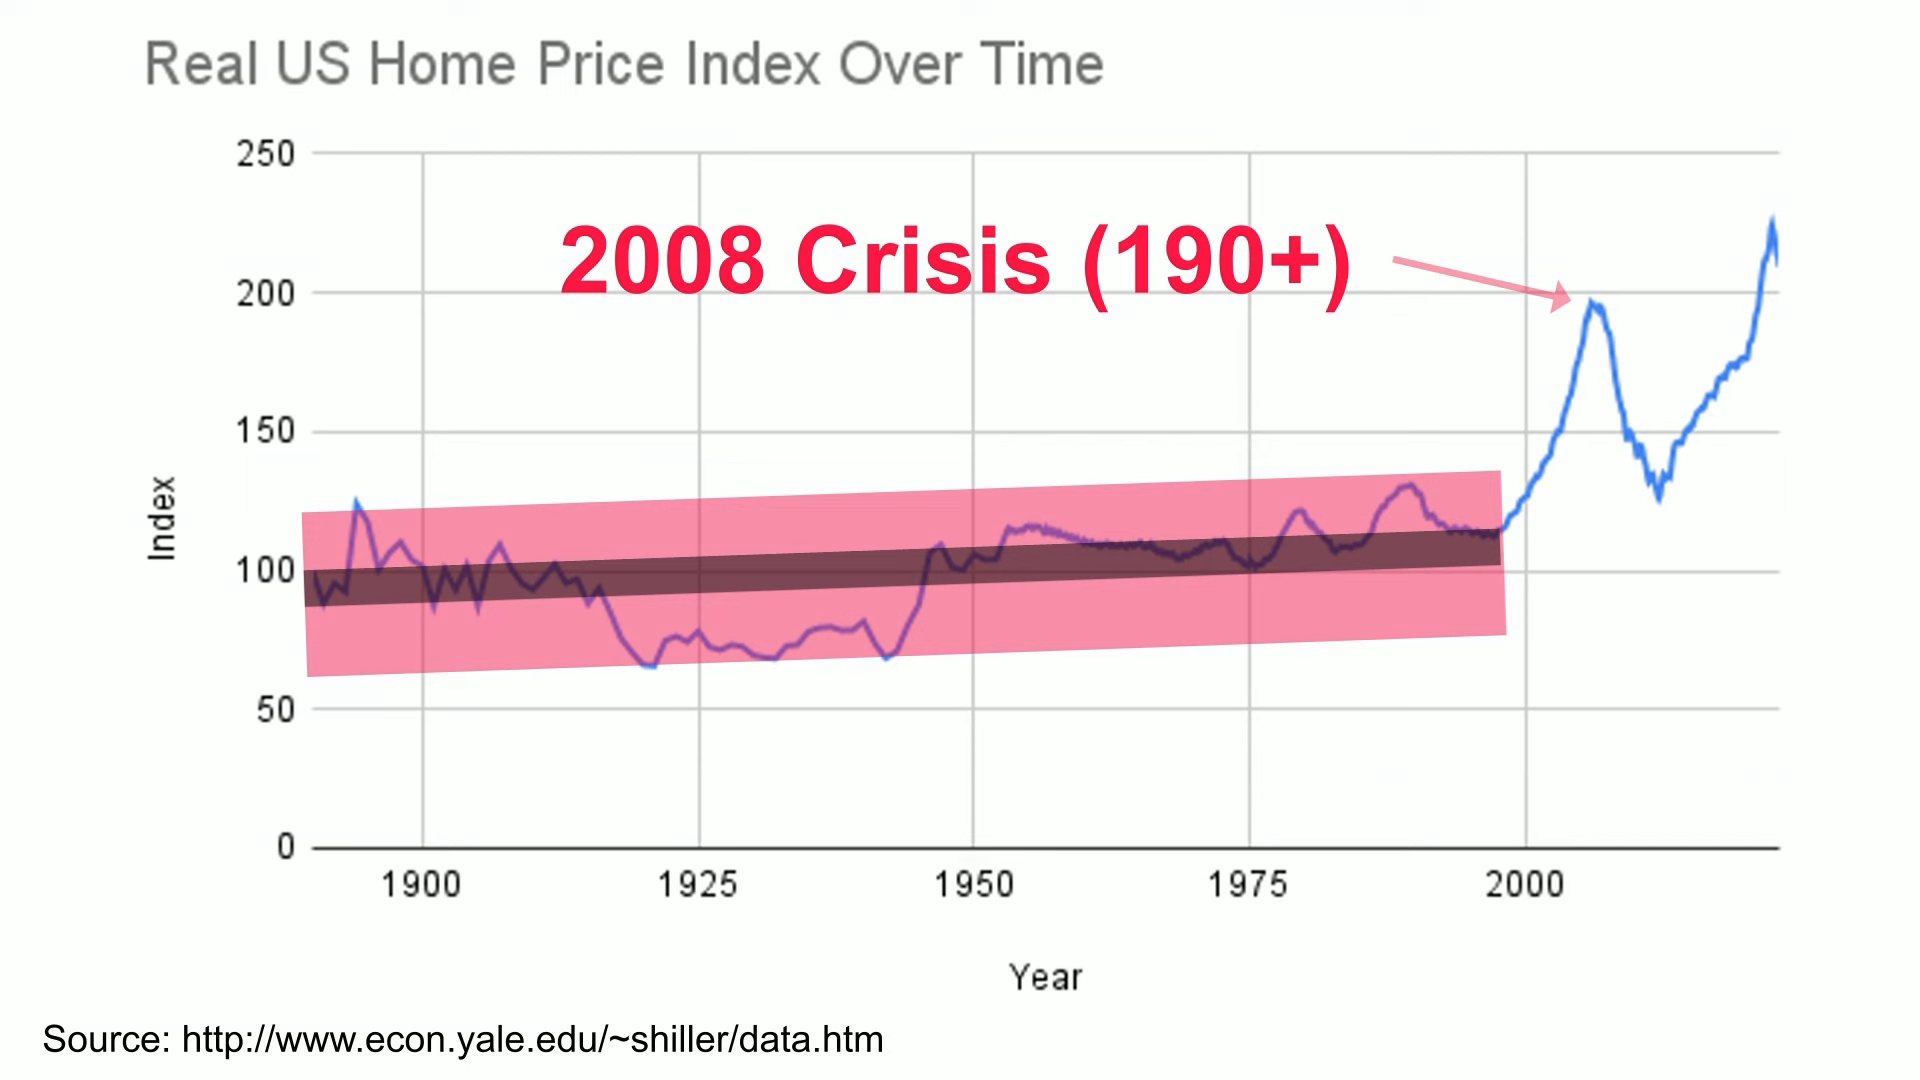 Real US Home Price Index Over Time
250
2008 Crisis (190+)
200
150
Index
100
50
0
1900 1925 1950 1975 2000
Year
Source: http://www.econ.yale.edu/~shiller/data.htm